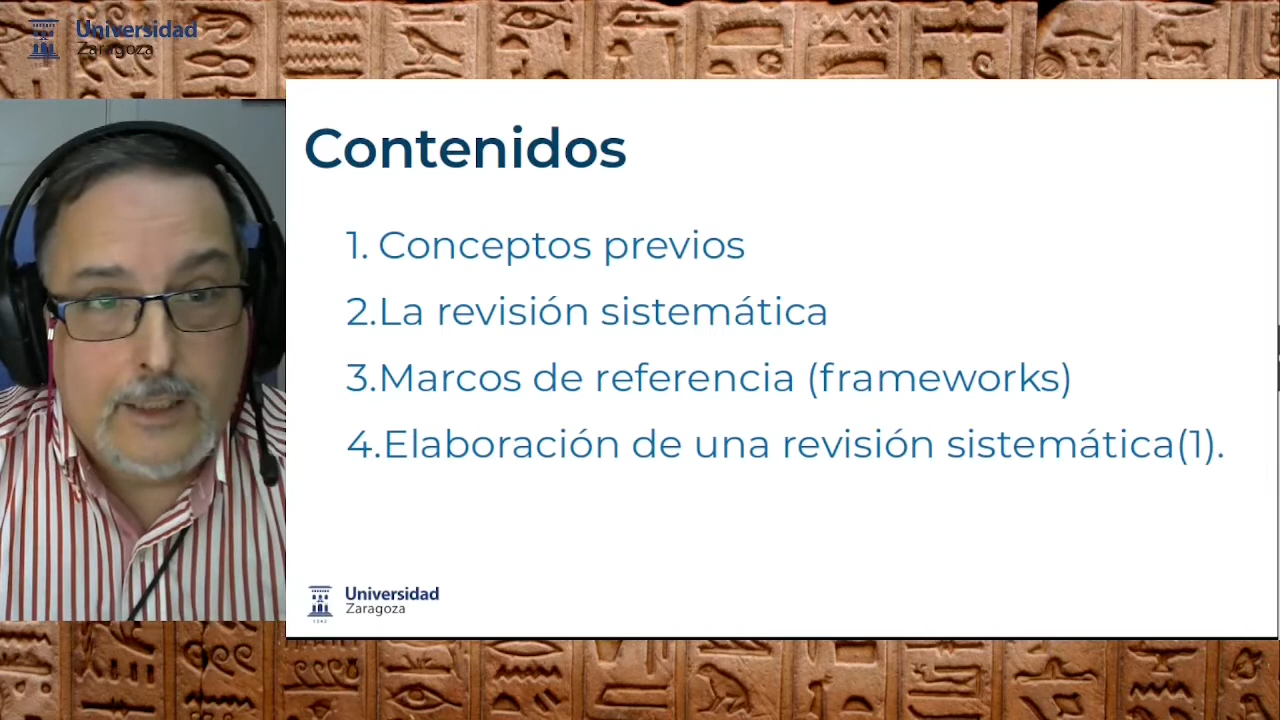 Universidad
Zaragoza
Contenidos
1. Conceptos previos
2.La revisión sistemática
3.Marcos de referencia (frameworks)
4.Elaboración de una revisión sistemática(1).
Universidad
Zaragoza
1542